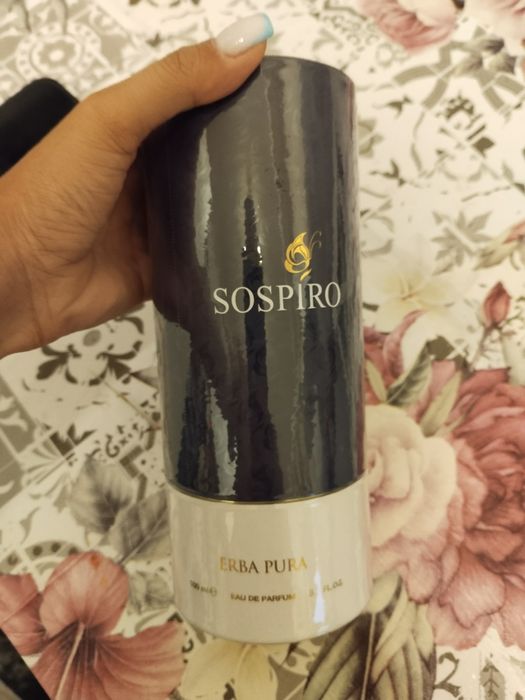 SOSPIRO
ERBA PURA
100 ml ℮ EAU DE PARFUM FL.OZ